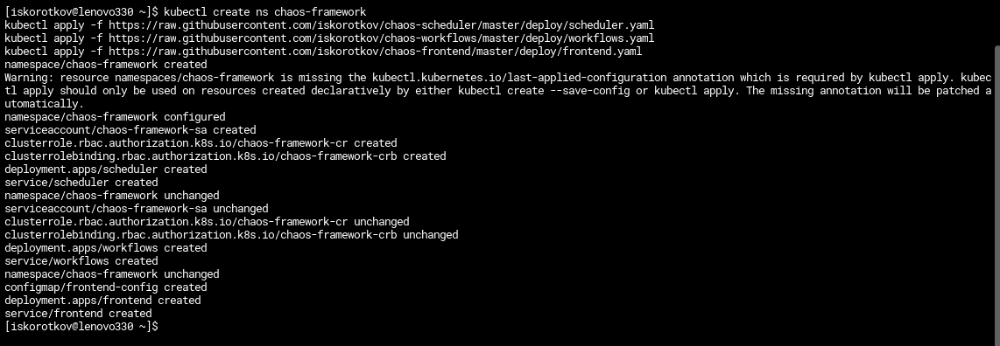 [iskorotkov@lenovo330 ~]$ kubectl create ns chaos-framework
kubectl apply -f https://raw.githubusercontent.com/iskorotkov/chaos-scheduler/master/deploy/scheduler.yaml
kubectl apply -f https://raw.githubusercontent.com/iskorotkov/chaos-workflows/master/deploy/workflows.yaml
kubectl apply -f https://raw.githubusercontent.com/iskorotkov/chaos-frontend/master/deploy/frontend.yaml
namespace/chaos-framework created
Warning: resource namespaces/chaos-framework is missing the kubectl.kubernetes.io/last-applied-configuration annotation which is required by kubectl apply. kubec
tl apply should only be used on resources created declaratively by either kubectl create --save-config or kubectl apply. The missing annotation will be patched a
utomatically.
namespace/chaos-framework configured
serviceaccount/chaos-framework-sa created
clusterrole.rbac.authorization.k8s.io/chaos-framework-cr created
clusterrolebinding.rbac.authorization.k8s.io/chaos-framework-crb created
deployment.apps/scheduler created
service/scheduler created
namespace/chaos-framework unchanged
serviceaccount/chaos-framework-sa unchanged
clusterrole.rbac.authorization.k8s.io/chaos-framework-cr unchanged
clusterrolebinding.rbac.authorization.k8s.io/chaos-framework-crb unchanged
deployment.apps/workflows created
service/workflows created
namespace/chaos-framework unchanged
configmap/frontend-config created
deployment.apps/frontend created
service/frontend created
[iskorotkov@lenovo330 ~]$